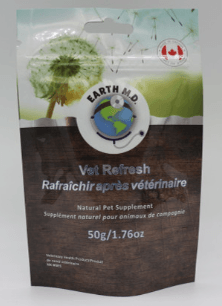 EARTH M.D.
Vet Refresh
Rafraîchir après vétérinaire
Natural Pet Supplement
Supplément naturel pour animaux de compagnie
50g/1.76oz